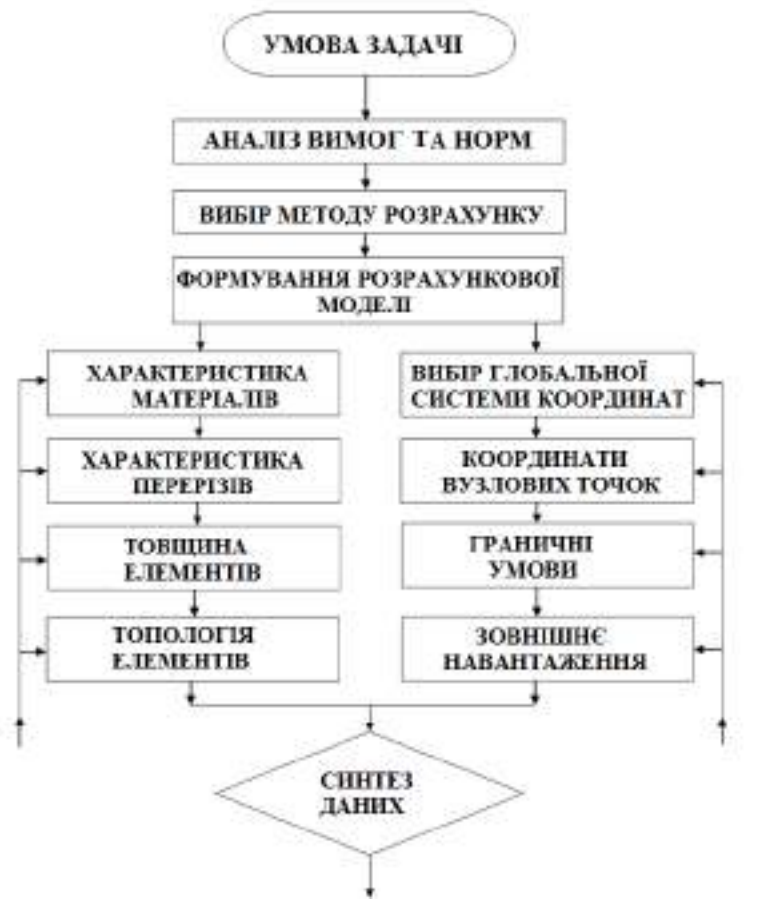 УМОВА ЗАДАЧІ
АНАЛІЗ ВИМОГ ТА НОРМ
ВИБІР МЕТОДУ РОЗРАХУНКУ
ФОРМУВАННЯ РОЗРАХУНКОВОЇ
МОДЕЛІ
ХАРАКТЕРИСТИКА
МАТЕРІАЛІВ
ХАРАКТЕРИСТИКА
ПЕРЕРІЗІВ
ТОВЩИНА
ЕЛЕМЕНТІВ
ТОПОЛОГІЯ
ЕЛЕМЕНТІВ
ВИБІР ГЛОБАЛЬНОЇ
СИСТЕМИ КООРДИНАТ
КООРДИНАТИ
ВУЗЛОВИХ ТОЧОК
ГРАНИЧНІ
УМОВИ
ЗОВНІШНЄ
НАВАНТАЖЕННЯ
СИНТЕЗ
ДАНИХ